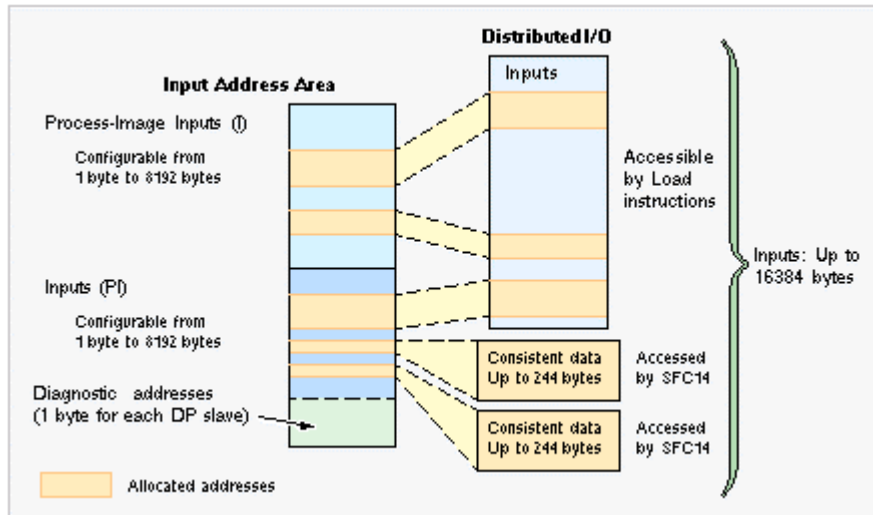 Distributed I/O
Inputs
Input Address Area
Process-Image Inputs (I)
Configurable from
1 byte to 8192 bytes
Accessible
by Load
instructions
Inputs: Up to
16384 bytes
Inputs (PI)
Configurable from
1 byte to 8192 bytes
Consistent data
Up to 244 bytes
Accessed
by SFC14
Diagnostic addresses
(1 byte for each DP slave)
Consistent data
Up to 244 bytes
Accessed
by SFC14
Allocated addresses